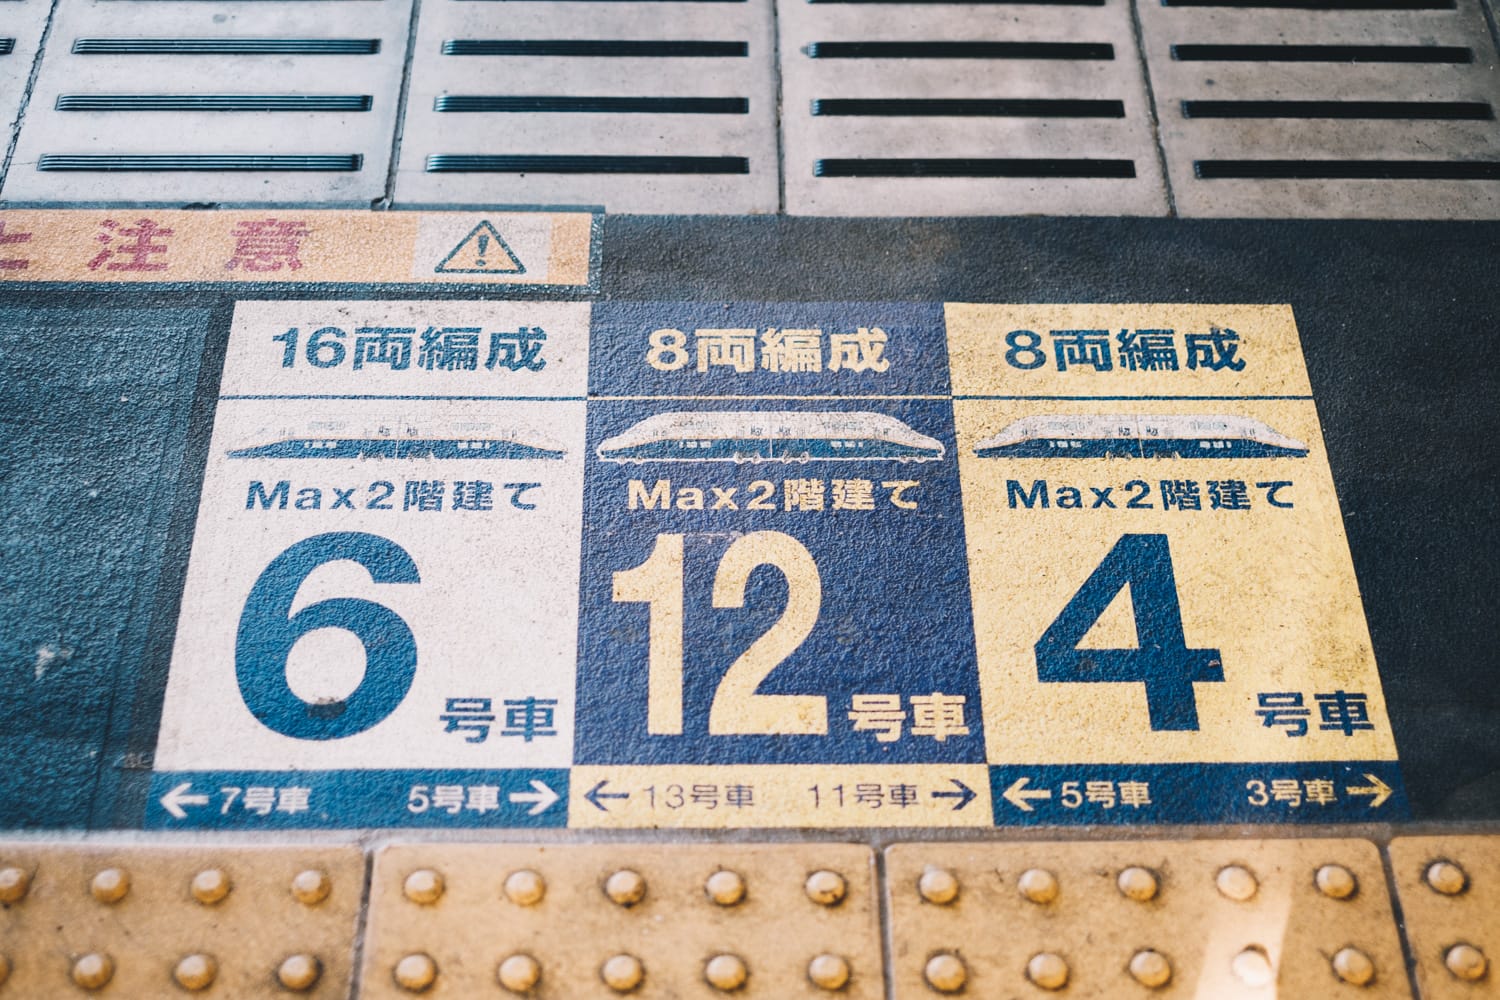 注意
16両編成
Max2階建て
6号車
← 7号車 5号車 →
8両編成
Max2階建て
12号車
← 13号車 11号車 →
8両編成
Max2階建て
4号車
← 5号車 3号車 →